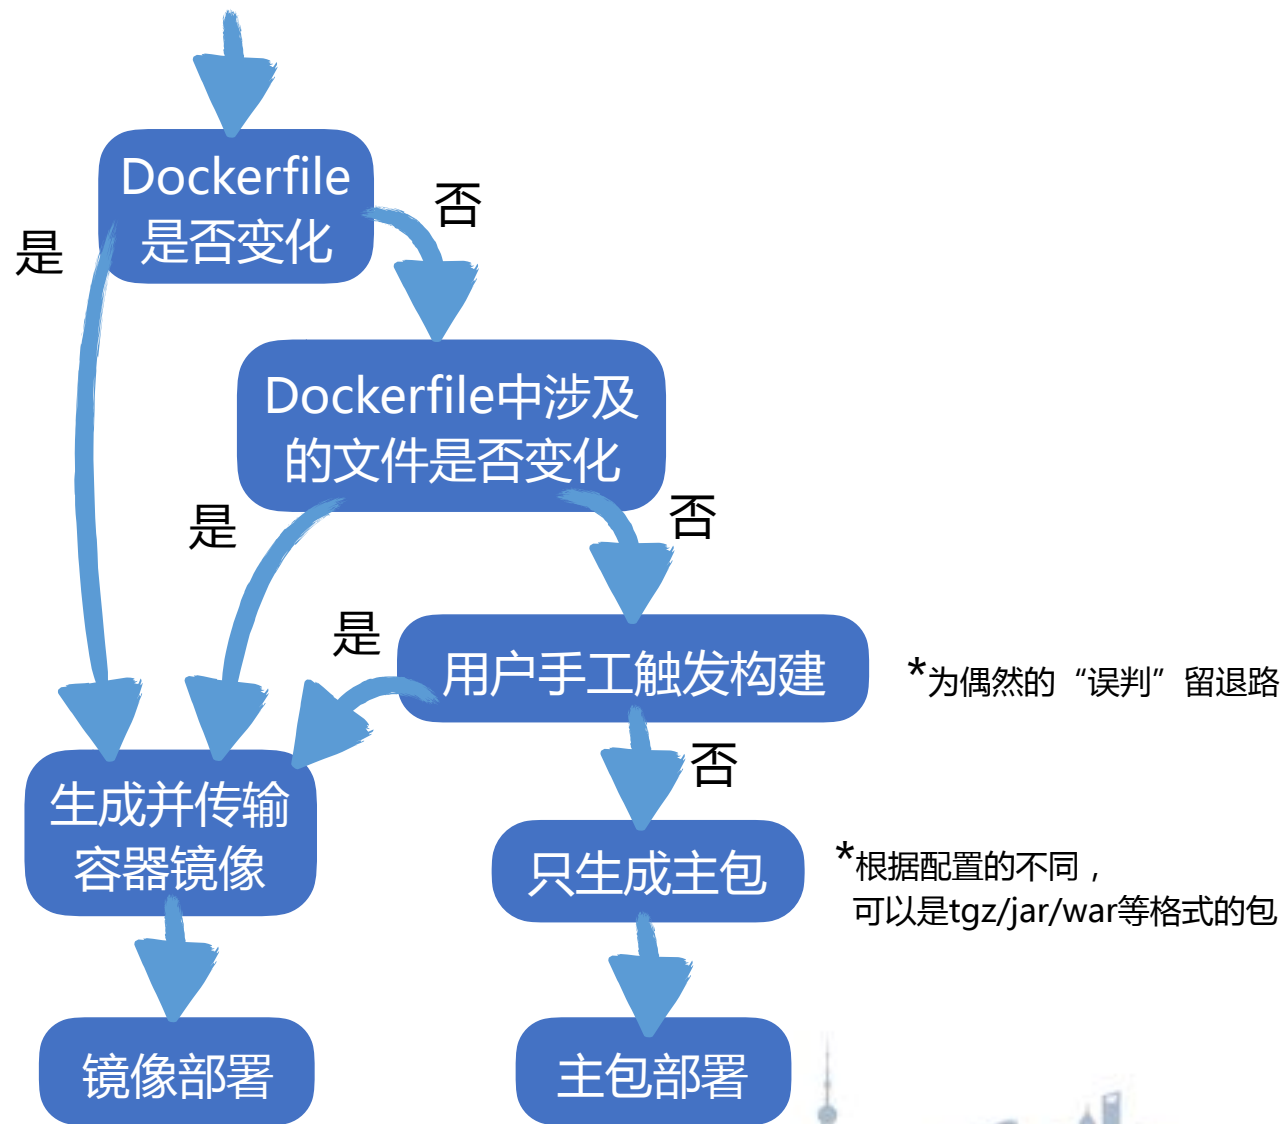 Dockerfile
是否变化
否
是
Dockerfile中涉及
的文件是否变化
是
否
是
用户手工触发构建
*为偶然的“误判”留退路
否
生成并传输
容器镜像
只生成主包
*根据配置的不同，
可以是tgz/jar/war等格式的包
镜像部署
主包部署